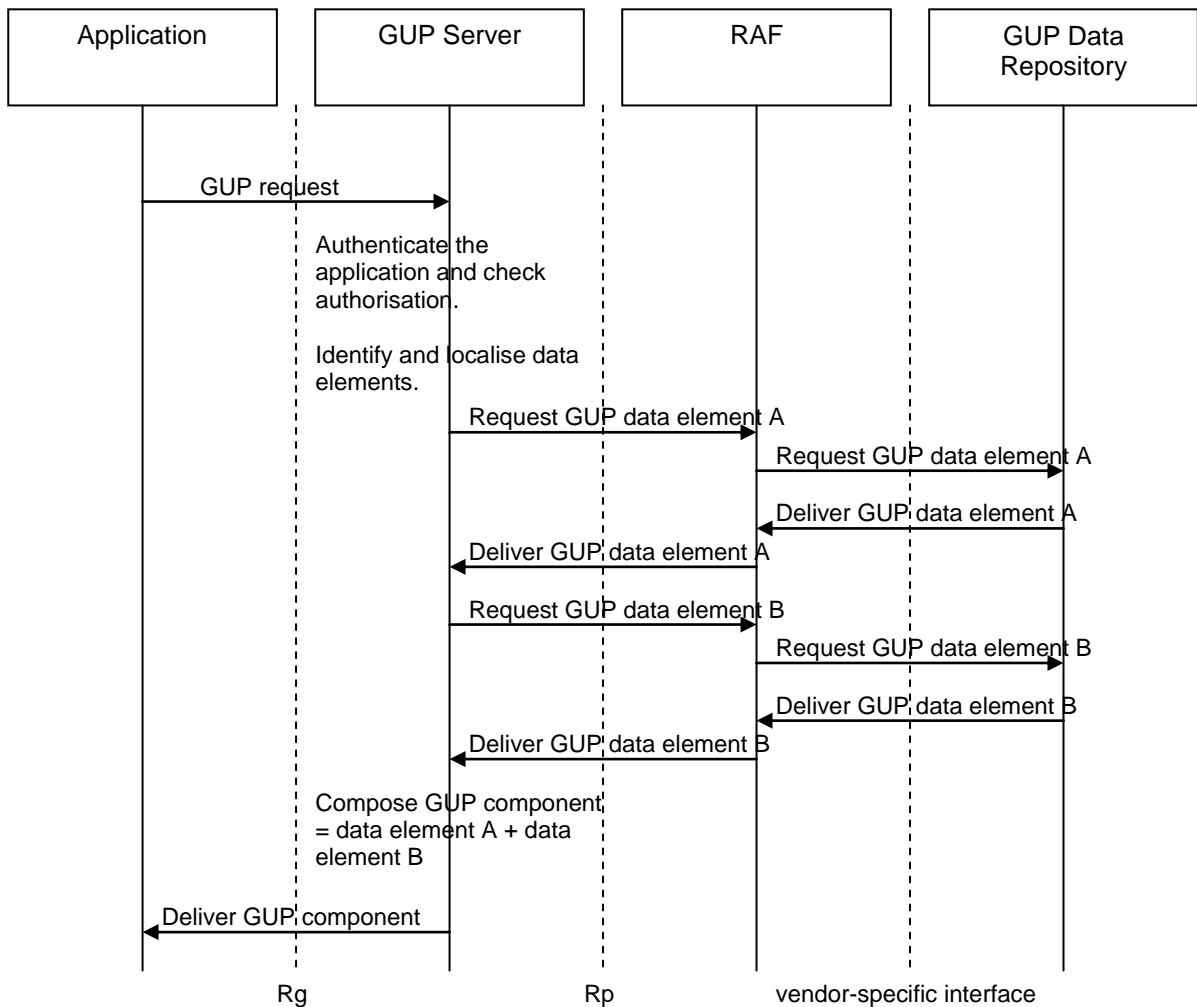 Application
GUP Server
RAF
GUP Data
Repository
GUP request
Authenticate the
application and check
authorisation.
Identify and localise data
elements.
Request GUP data element A
Request GUP data element A
Deliver GUP data element A
Deliver GUP data element A
Request GUP data element B
Request GUP data element B
Deliver GUP data element B
Deliver GUP data element B
Compose GUP component
= data element A + data
element B
Deliver GUP component
Rg
Rp
vendor-specific interface